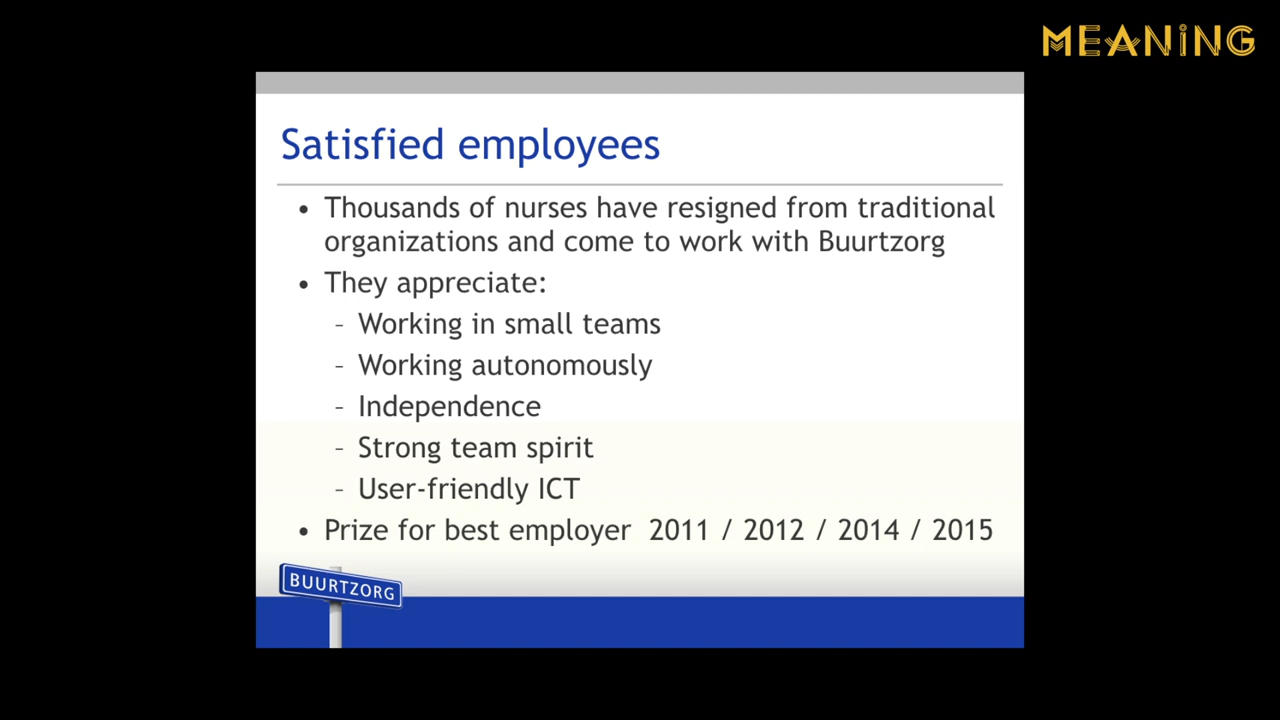 MEANING
Satisfied employees
• Thousands of nurses have resigned from traditional
organizations and come to work with Buurtzorg
• They appreciate:
– Working in small teams
– Working autonomously
– Independence
– Strong team spirit
– User-friendly ICT
• Prize for best employer 2011 / 2012 / 2014 / 2015
BUURTZORG